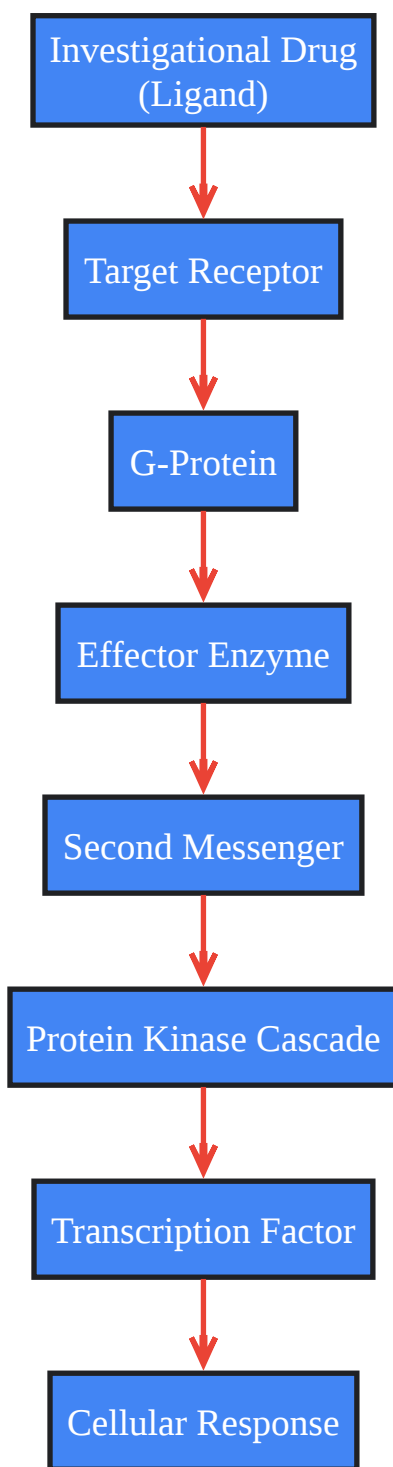 Investigational Drug
(Ligand)
Target Receptor
G-Protein
Effector Enzyme
Second Messenger
Protein Kinase Cascade
Transcription Factor
Cellular Response